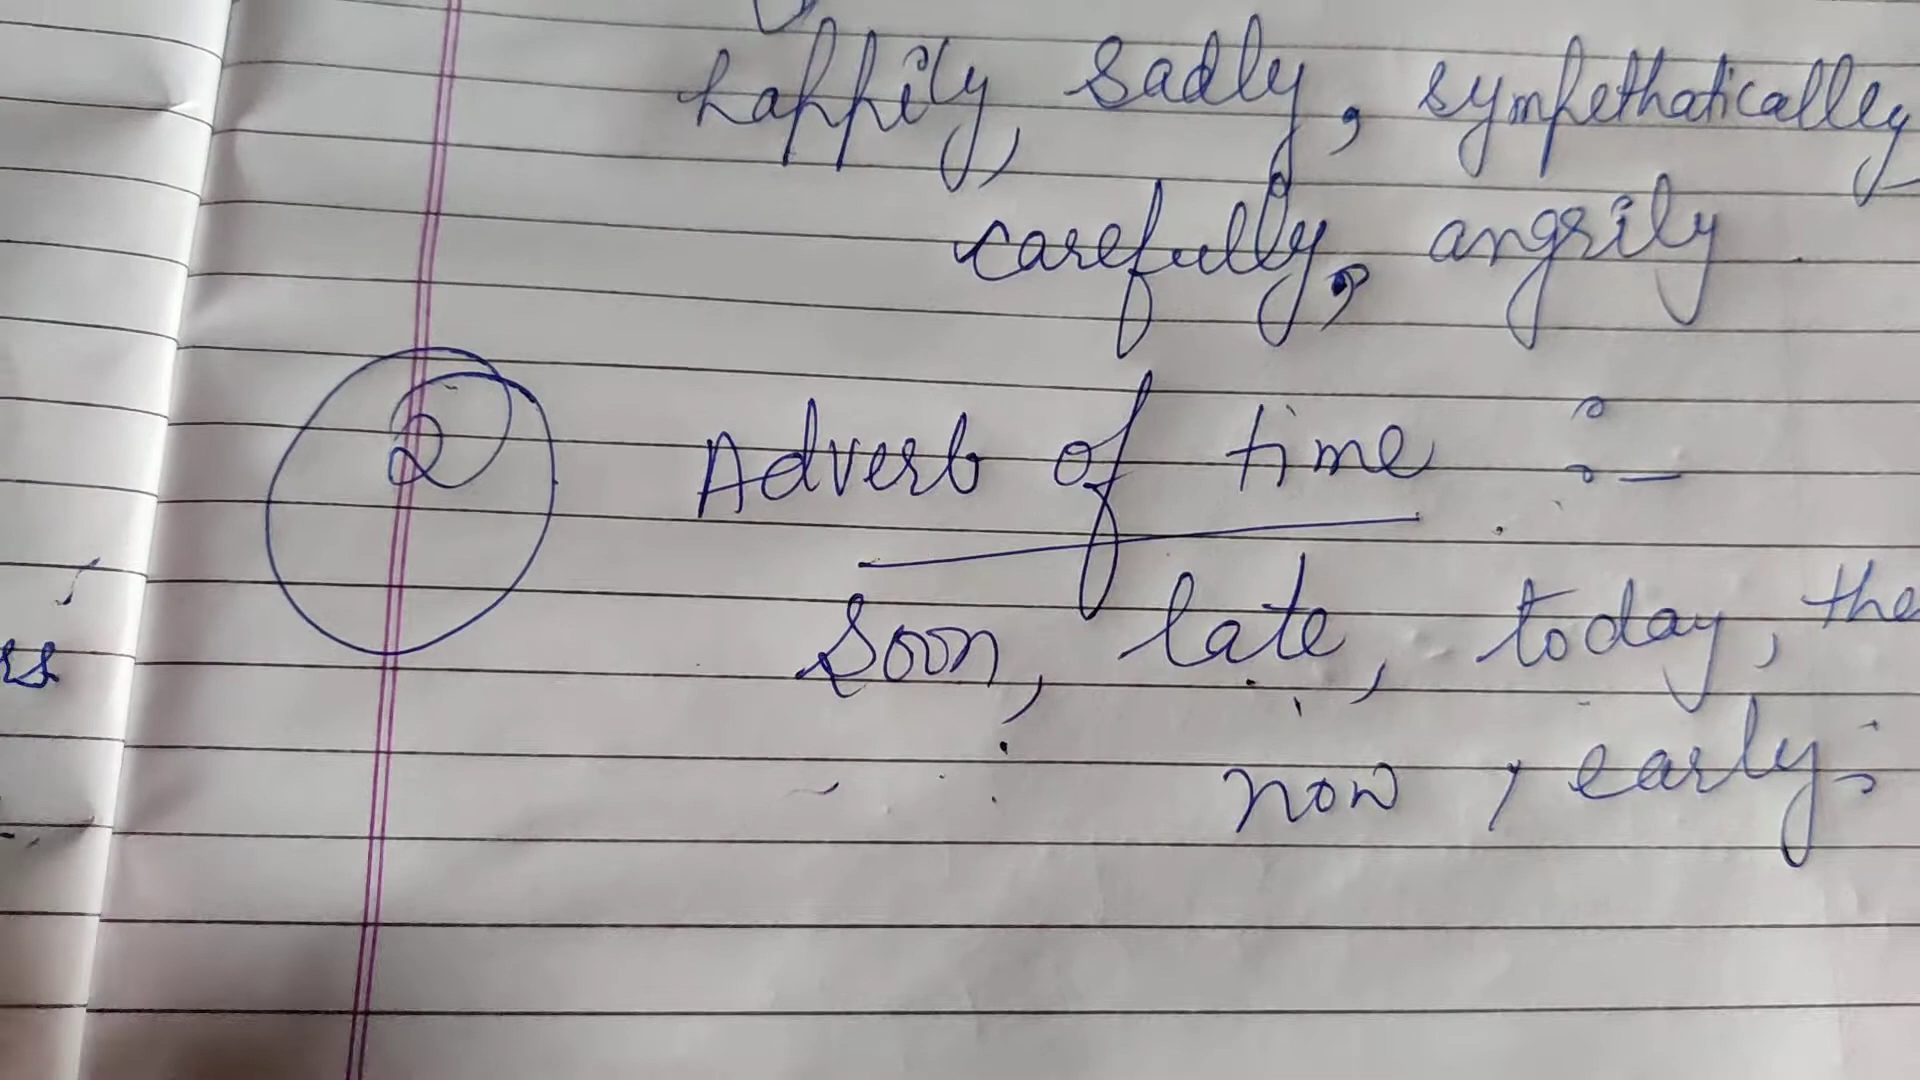 happily, sadly, sympethatically
carefully, angrily
2 Adverb of time :-
soon, late, today, the
now, early,